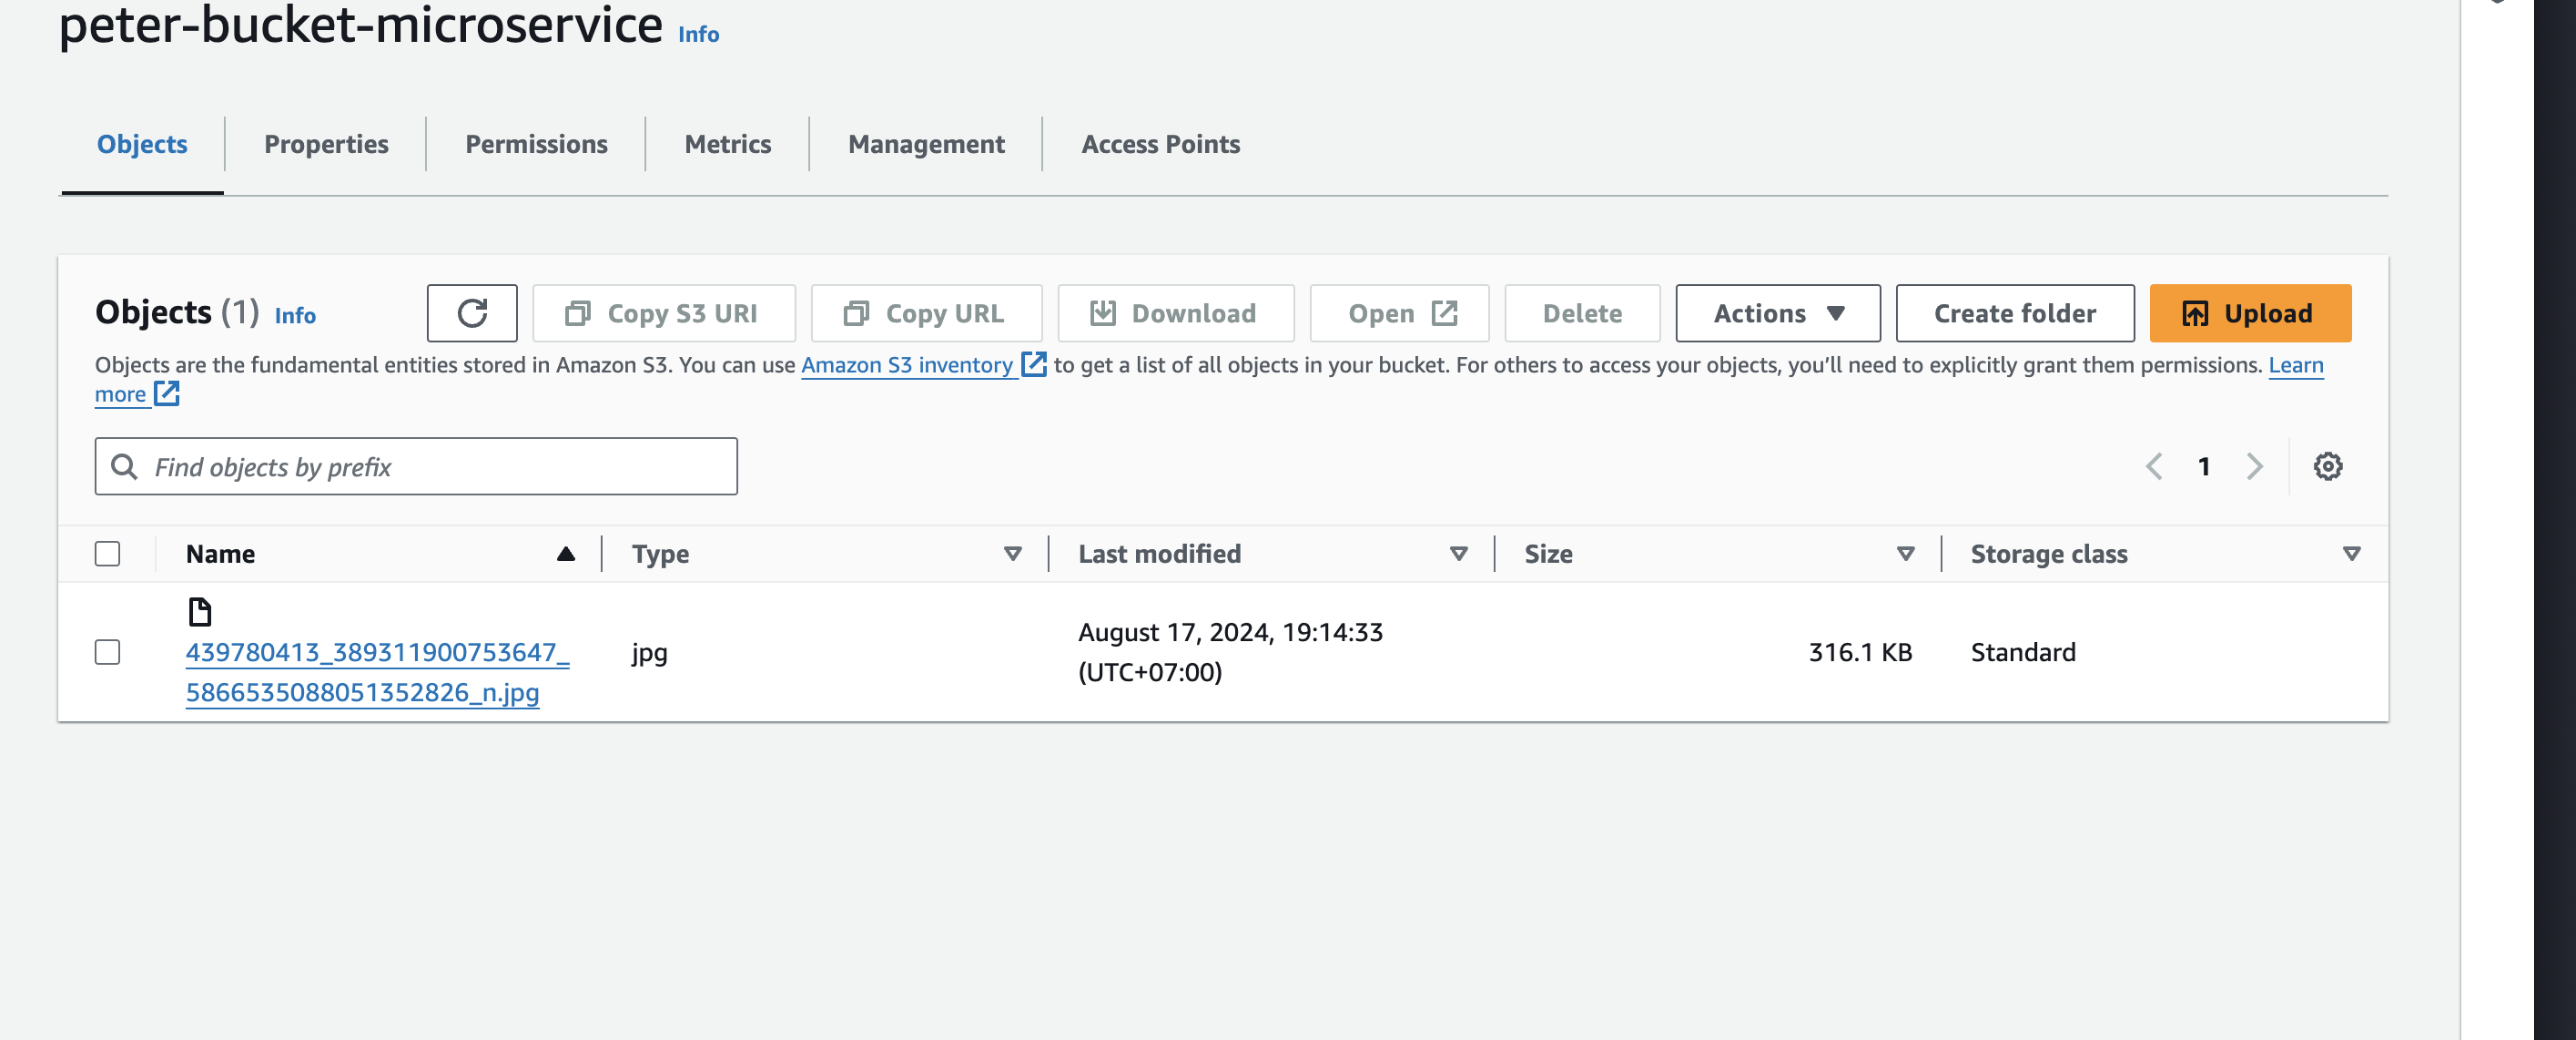 peter-bucket-microservice Info
Objects Properties Permissions Metrics Management Access Points
Objects (1) Info Copy S3 URI Copy URL Download Open Delete Actions Create folder Upload
Objects are the fundamental entities stored in Amazon S3. You can use Amazon S3 inventory to get a list of all objects in your bucket. For others to access your objects, you’ll need to explicitly grant them permissions. Learn
more
Find objects by prefix 1
Name Type Last modified Size Storage class
439780413_389311900753647_
5866535088051352826_n.jpg
jpg
August 17, 2024, 19:14:33
(UTC+07:00)
316.1 KB
Standard